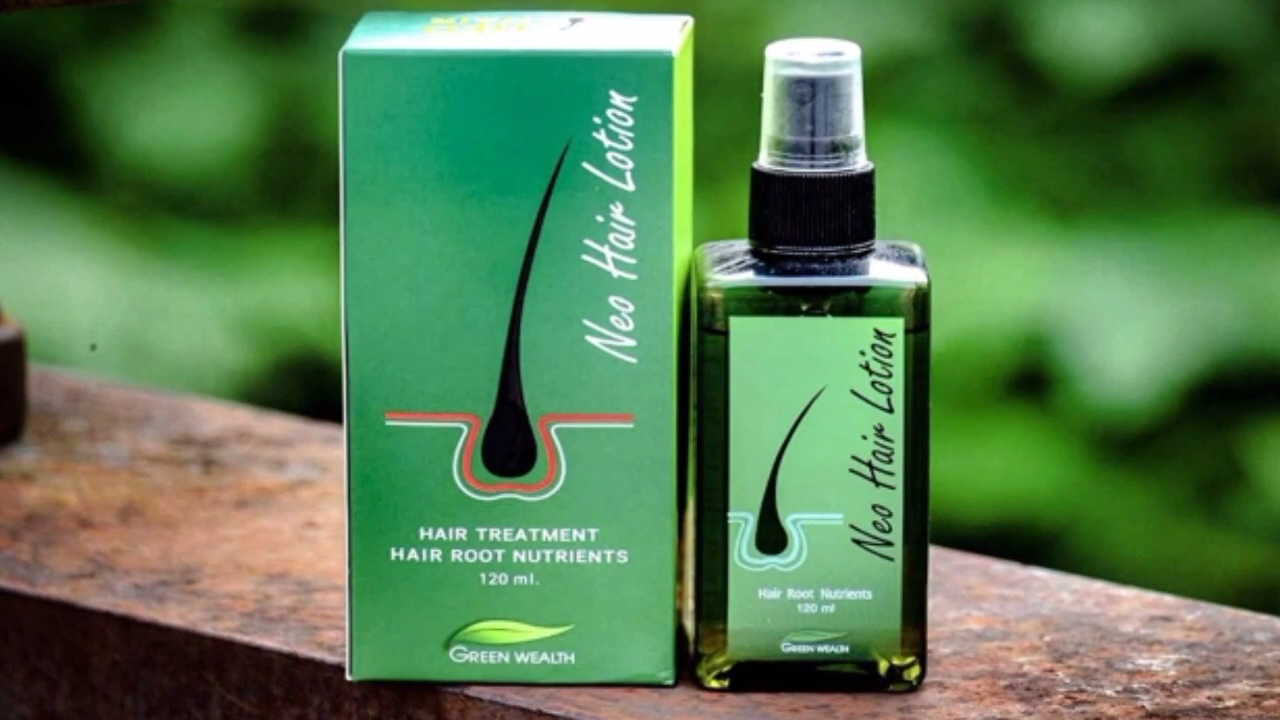 Neo Hair Lotion
HAIR TREATMENT
HAIR ROOT NUTRIENTS
120 ml.
GREEN WEALTH
Neo Hair Lotion
Hair Root Nutrients
120 ml
GREEN WEALTH